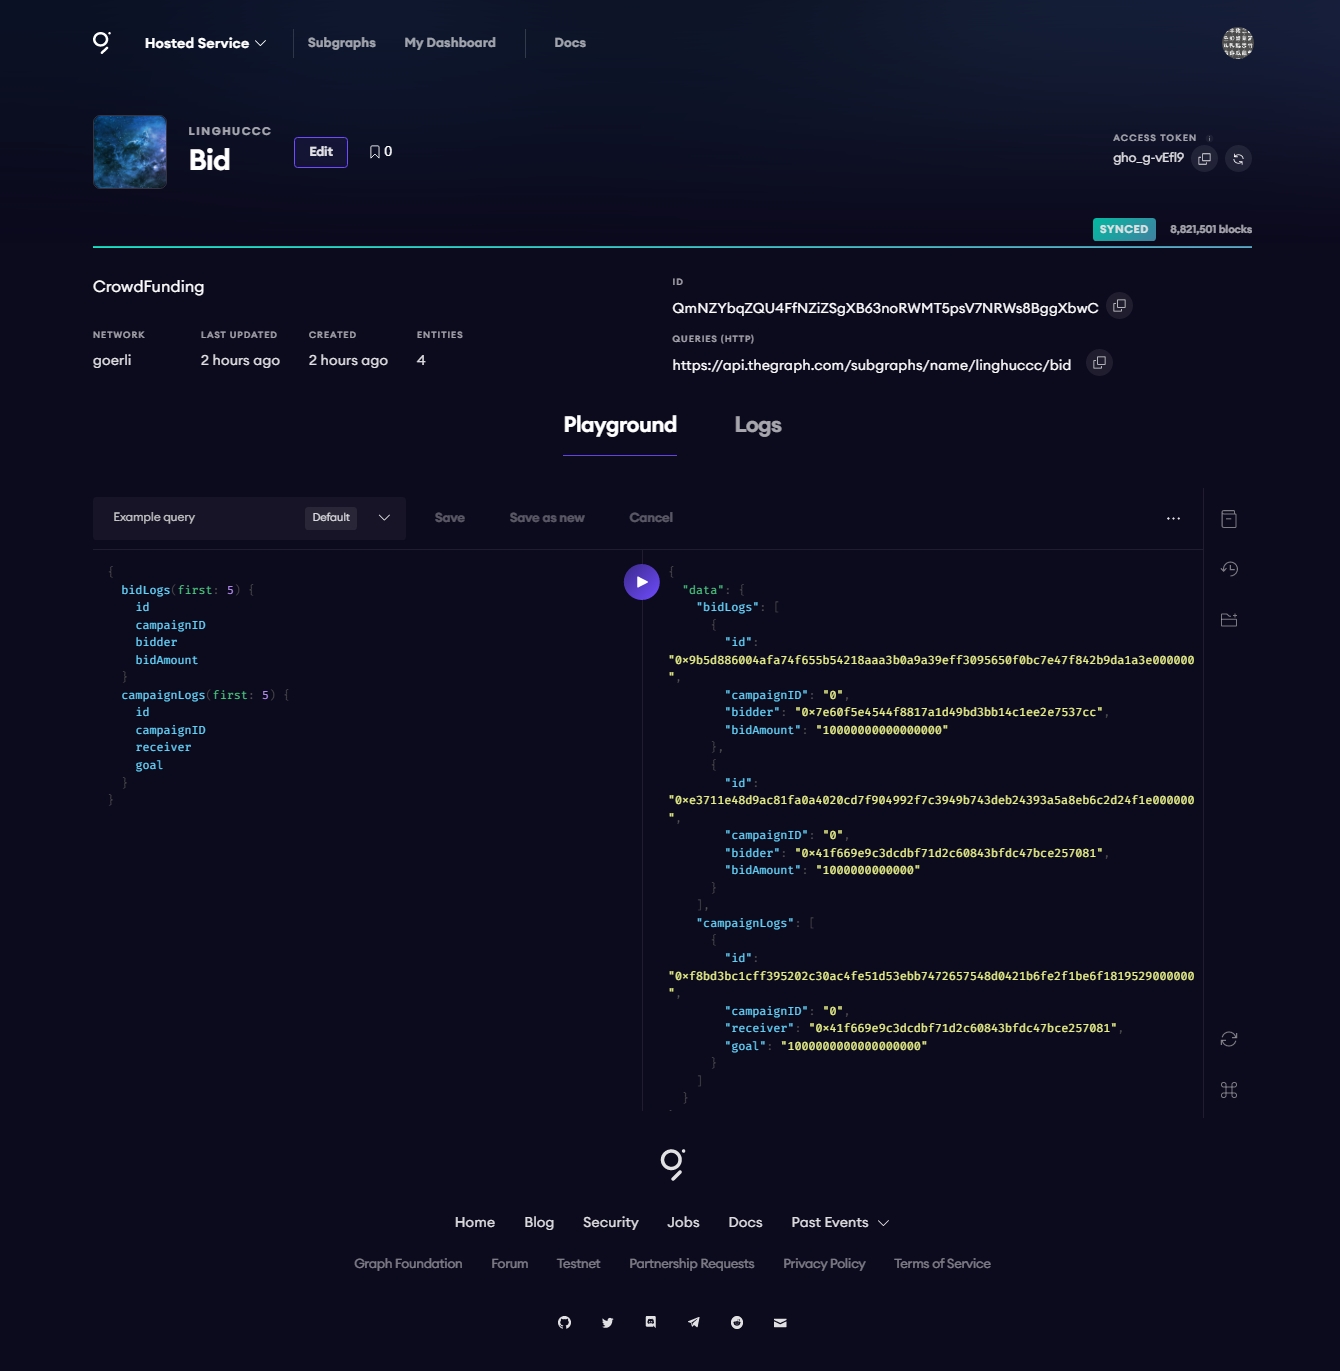 Hosted Service
Subgraphs
My Dashboard
Docs
LINGHUCCC
Bid
Edit
0
ACCESS TOKEN
gho_g-vEfl9
SYNCED
8,821,501 blocks
CrowdFunding
NETWORK
LAST UPDATED
CREATED
ENTITIES
goerli
2 hours ago
2 hours ago
4
ID
QmNZYbqZQU4FfNZiZSgXB63noRWMT5psV7NRWs8BggXbwC
QUERIES (HTTP)
https://api.thegraph.com/subgraphs/name/linghuccc/bid
Playground
Logs
Example query
Default
Save
Save as new
Cancel
{
bidLogs(first: 5) {
id
campaignID
bidder
bidAmount
}
campaignLogs(first: 5) {
id
campaignID
receiver
goal
}
}
{
"data": {
"bidLogs": [
{
"id":
"0x9b5d886004afa74f655b54218aaa3b0a9a39eff3095650f0bc7e47f842b9da1a3e000000
",
"campaignID": "0",
"bidder": "0x7e60f5e4544f8817a1d49bd3bb14c1ee2e7537cc",
"bidAmount": "10000000000000000"
},
{
"id":
"0xe3711e48d9ac81fa0a4020cd7f904992f7c3949b743deb24393a5a8eb6c2d24f1e000000
",
"campaignID": "0",
"bidder": "0x41f669e9c3dcdbf71d2c60843bfdc47bce257081",
"bidAmount": "1000000000000"
}
],
"campaignLogs": [
{
"id":
"0xf8bd3bc1cff395202c30ac4fe51d53ebb7472657548d0421b6fe2f1be6f1819529000000
",
"campaignID": "0",
"receiver": "0x41f669e9c3dcdbf71d2c60843bfdc47bce257081",
"goal": "1000000000000000000"
}
]
}
Home
Blog
Security
Jobs
Docs
Past Events
Graph Foundation
Forum
Testnet
Partnership Requests
Privacy Policy
Terms of Service